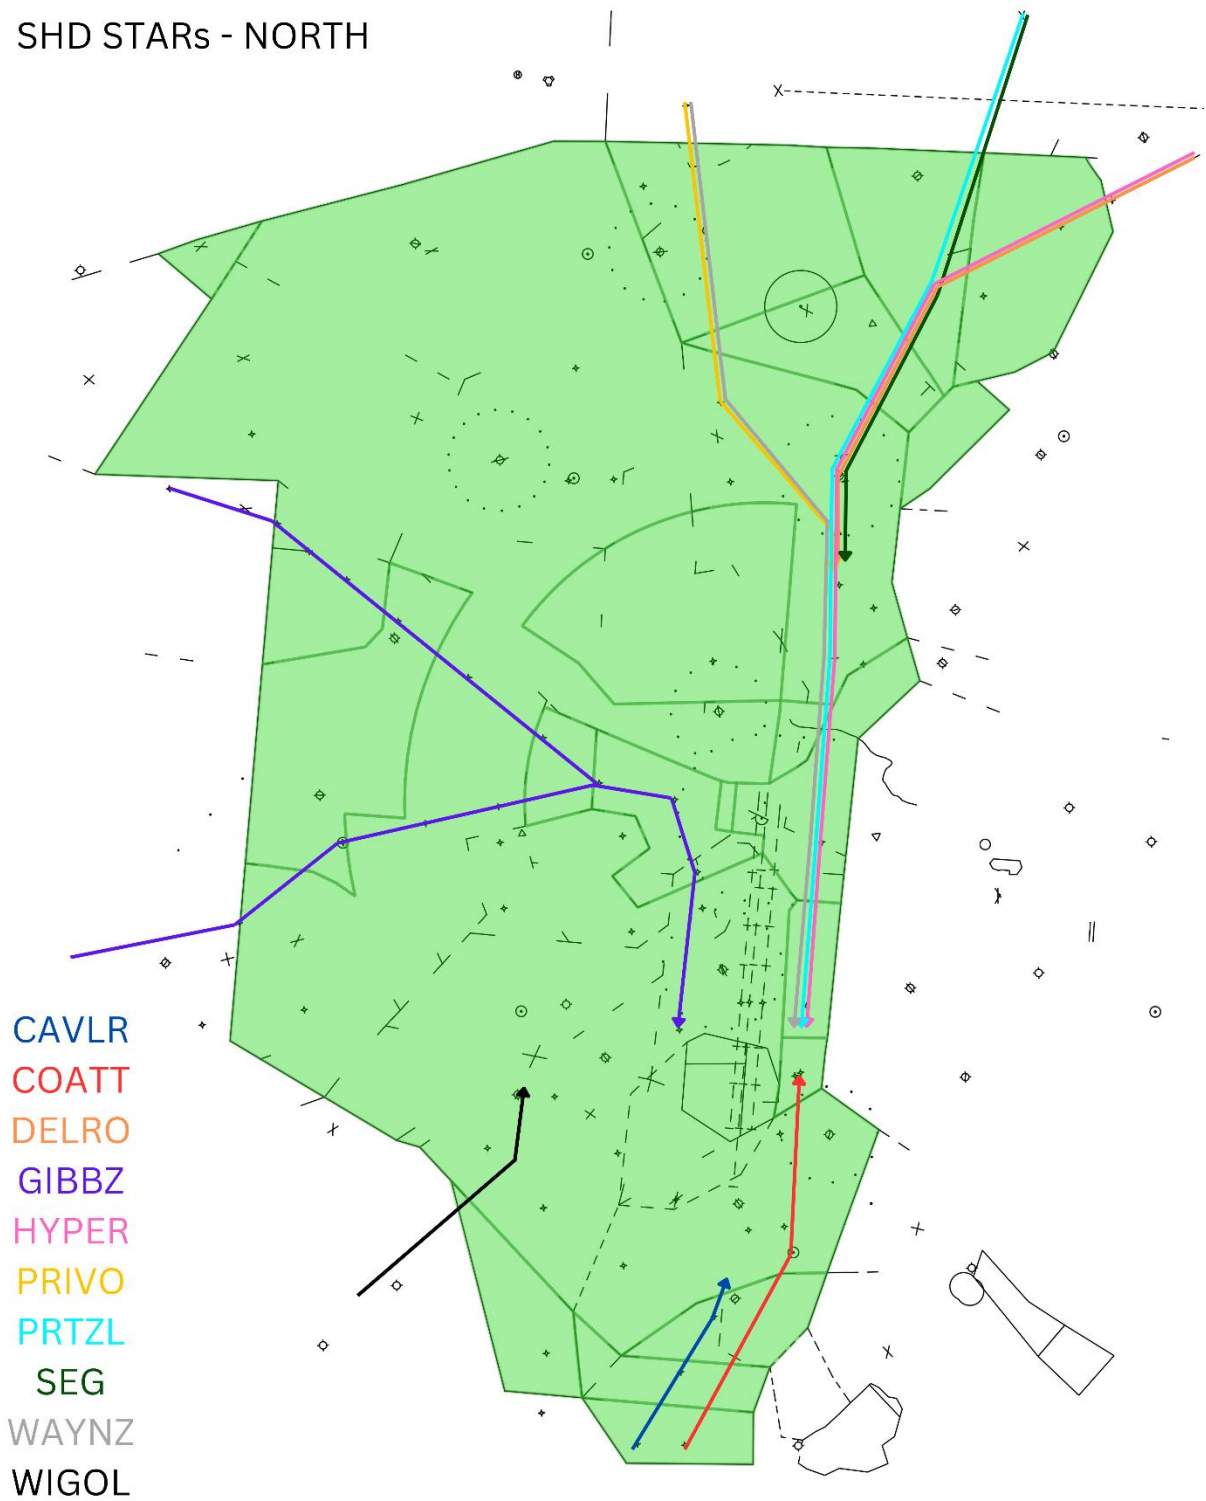 SHD STARs - NORTH
CAVLR
COATT
DELRO
GIBBZ
HYPER
PRIVO
PRTZL
SEG
WAYNZ
WIGOL